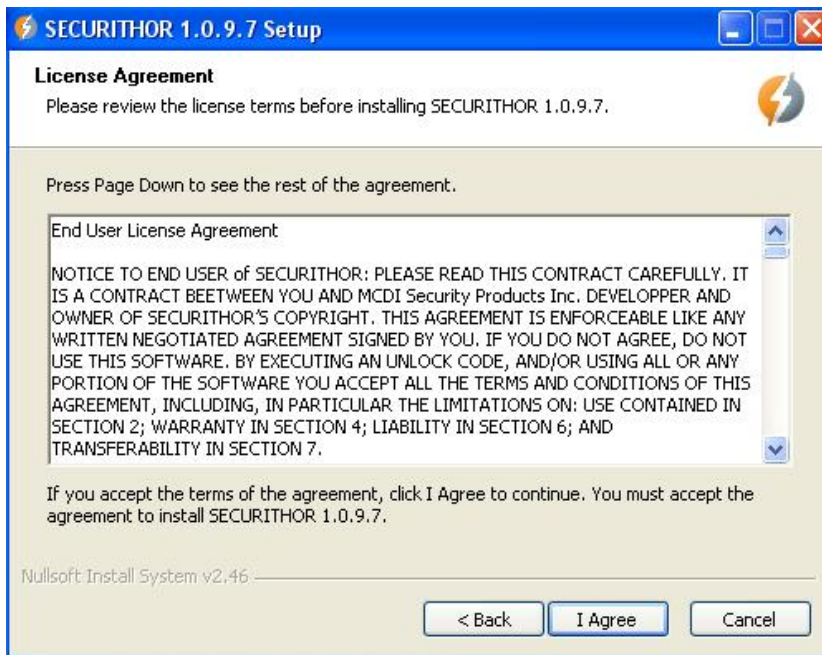 SECURITHOR 1.0.9.7 Setup
License Agreement
Please review the license terms before installing SECURITHOR 1.0.9.7.
Press Page Down to see the rest of the agreement.
End User License Agreement
NOTICE TO END USER of SECURITHOR: PLEASE READ THIS CONTRACT CAREFULLY. IT
IS A CONTRACT BEETWEEN YOU AND MCDI Security Products Inc. DEVELOPPER AND
OWNER OF SECURITHOR'S COPYRIGHT. THIS AGREEMENT IS ENFORCEABLE LIKE ANY
WRITTEN NEGOTIATED AGREEMENT SIGNED BY YOU. IF YOU DO NOT AGREE, DO NOT
USE THIS SOFTWARE. BY EXECUTING AN UNLOCK CODE, AND/OR USING ALL OR ANY
PORTION OF THE SOFTWARE YOU ACCEPT ALL THE TERMS AND CONDITIONS OF THIS
AGREEMENT, INCLUDING, IN PARTICULAR THE LIMITATIONS ON: USE CONTAINED IN
SECTION 2; WARRANTY IN SECTION 4; LIABILITY IN SECTION 6; AND
TRANSFERABILITY IN SECTION 7.
If you accept the terms of the agreement, click I Agree to continue. You must accept the
agreement to install SECURITHOR 1.0.9.7.
Nullsoft Install System v2.46
< Back I Agree Cancel